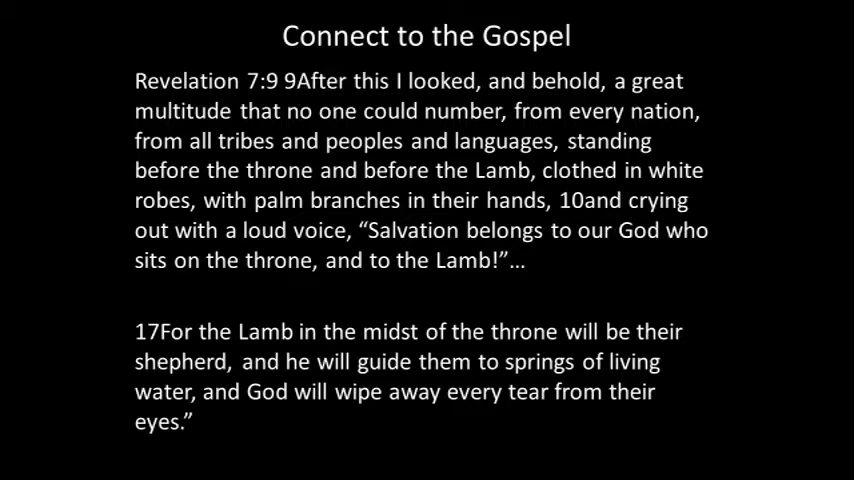 Connect to the Gospel
Revelation 7:9 9After this I looked, and behold, a great
multitude that no one could number, from every nation,
from all tribes and peoples and languages, standing
before the throne and before the Lamb, clothed in white
robes, with palm branches in their hands, 10and crying
out with a loud voice, “Salvation belongs to our God who
sits on the throne, and to the Lamb!”…
17For the Lamb in the midst of the throne will be their
shepherd, and he will guide them to springs of living
water, and God will wipe away every tear from their
eyes.”